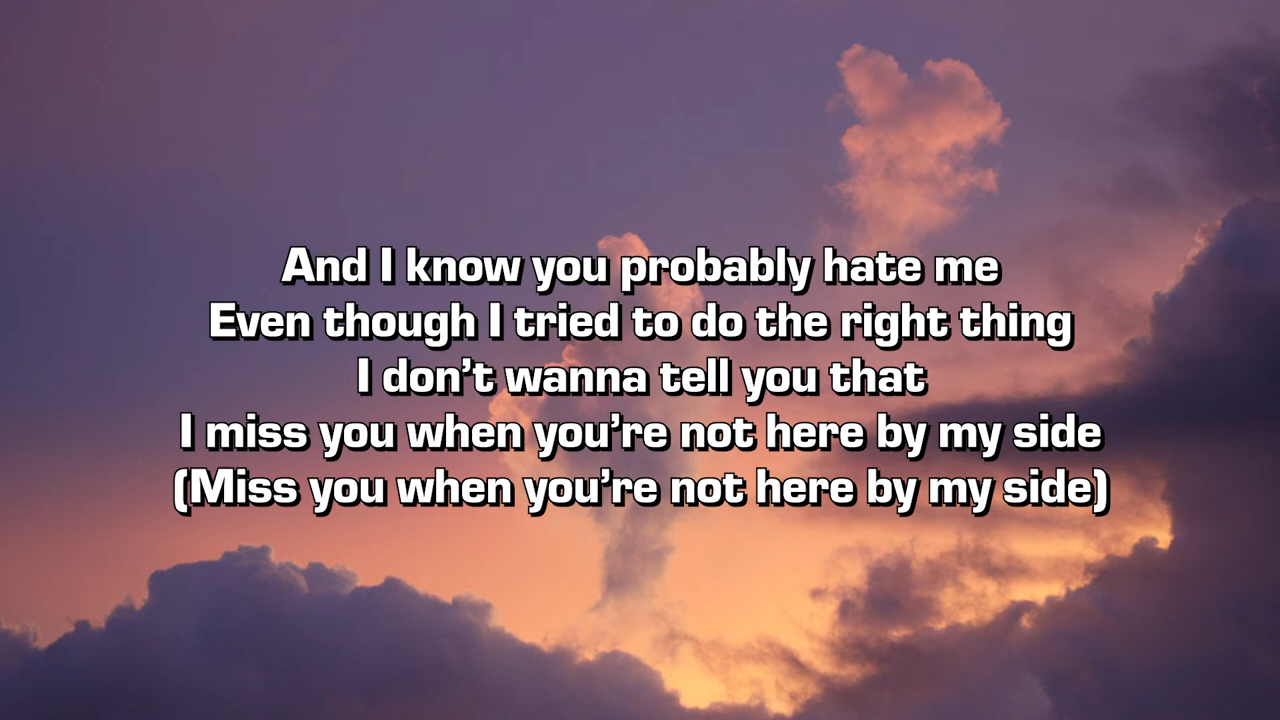 And I know you probably hate me
Even though I tried to do the right thing
I don’t wanna tell you that
I miss you when you’re not here by my side
(Miss you when you’re not here by my side)